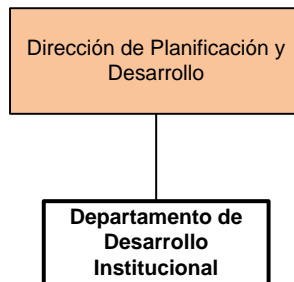 Dirección de Planificación y
Desarrollo
Departamento de
Desarrollo
Institucional